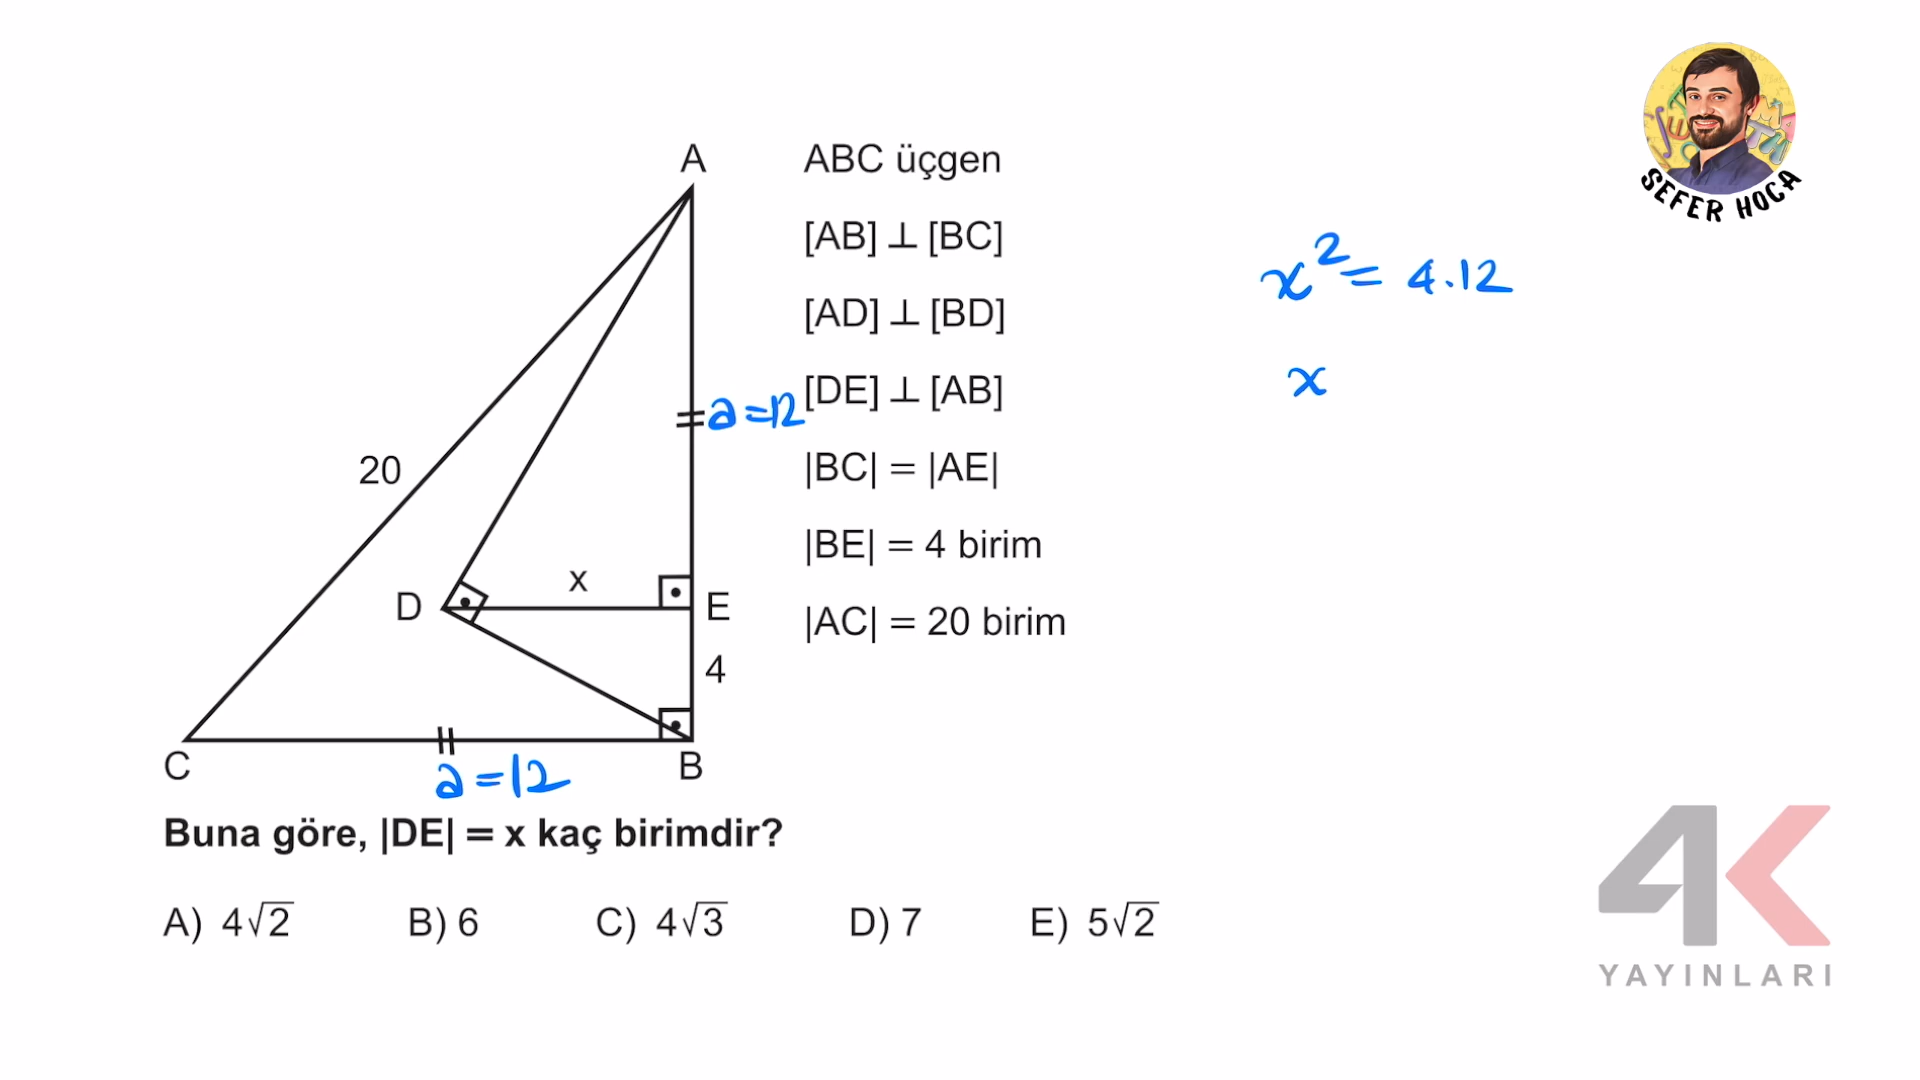 SEFER HOCA
A
ABC üçgen
[AB] ⊥ [BC]
[AD] ⊥ [BD]
[DE] ⊥ [AB]
|BC| = |AE|
|BE| = 4 birim
|AC| = 20 birim
x² = 4.12
x
a=12
20
x
D
E
4
C
B
a=12
Buna göre, |DE| = x kaç birimdir?
A) 4√2 B) 6 C) 4√3 D) 7 E) 5√2
4K
YAYINLARI